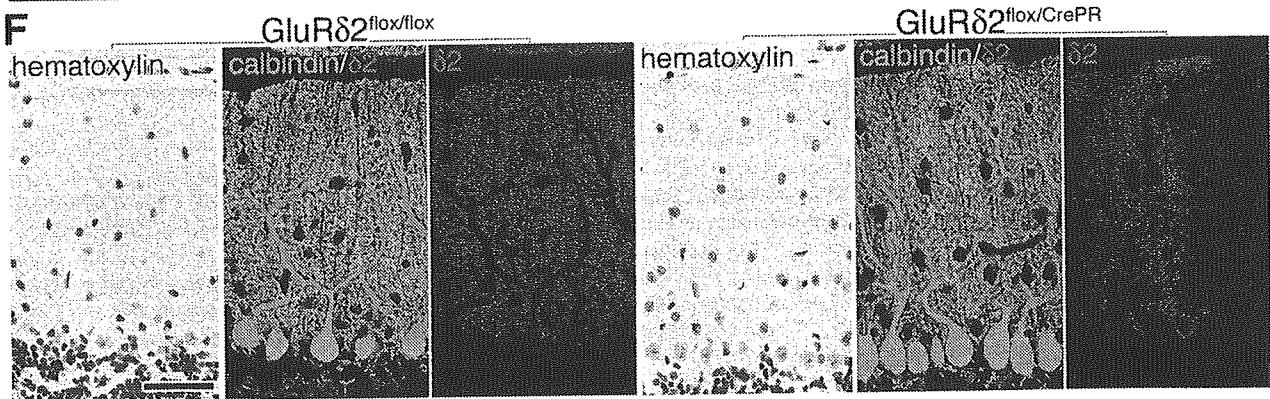 F
GluRδ2flox/flox
GluRδ2flox/CrePR
hematoxylin
calbindin/δ2
δ2
hematoxylin
calbindin/δ2
δ2